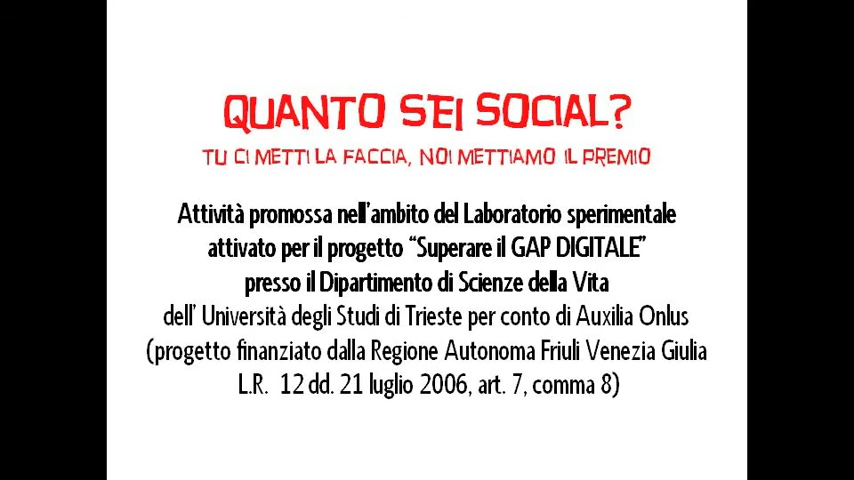 QUANTO SEI SOCIAL?
TU CI METTI LA FACCIA, NOI METTIAMO IL PREMIO
Attività promossa nell'ambito del Laboratorio sperimentale
attivato per il progetto “Superare il GAP DIGITALE”
presso il Dipartimento di Scienze della Vita
dell' Università degli Studi di Trieste per conto di Auxilia Onlus
(progetto finanziato dalla Regione Autonoma Friuli Venezia Giulia
L.R. 12 dd. 21 luglio 2006, art. 7, comma 8)